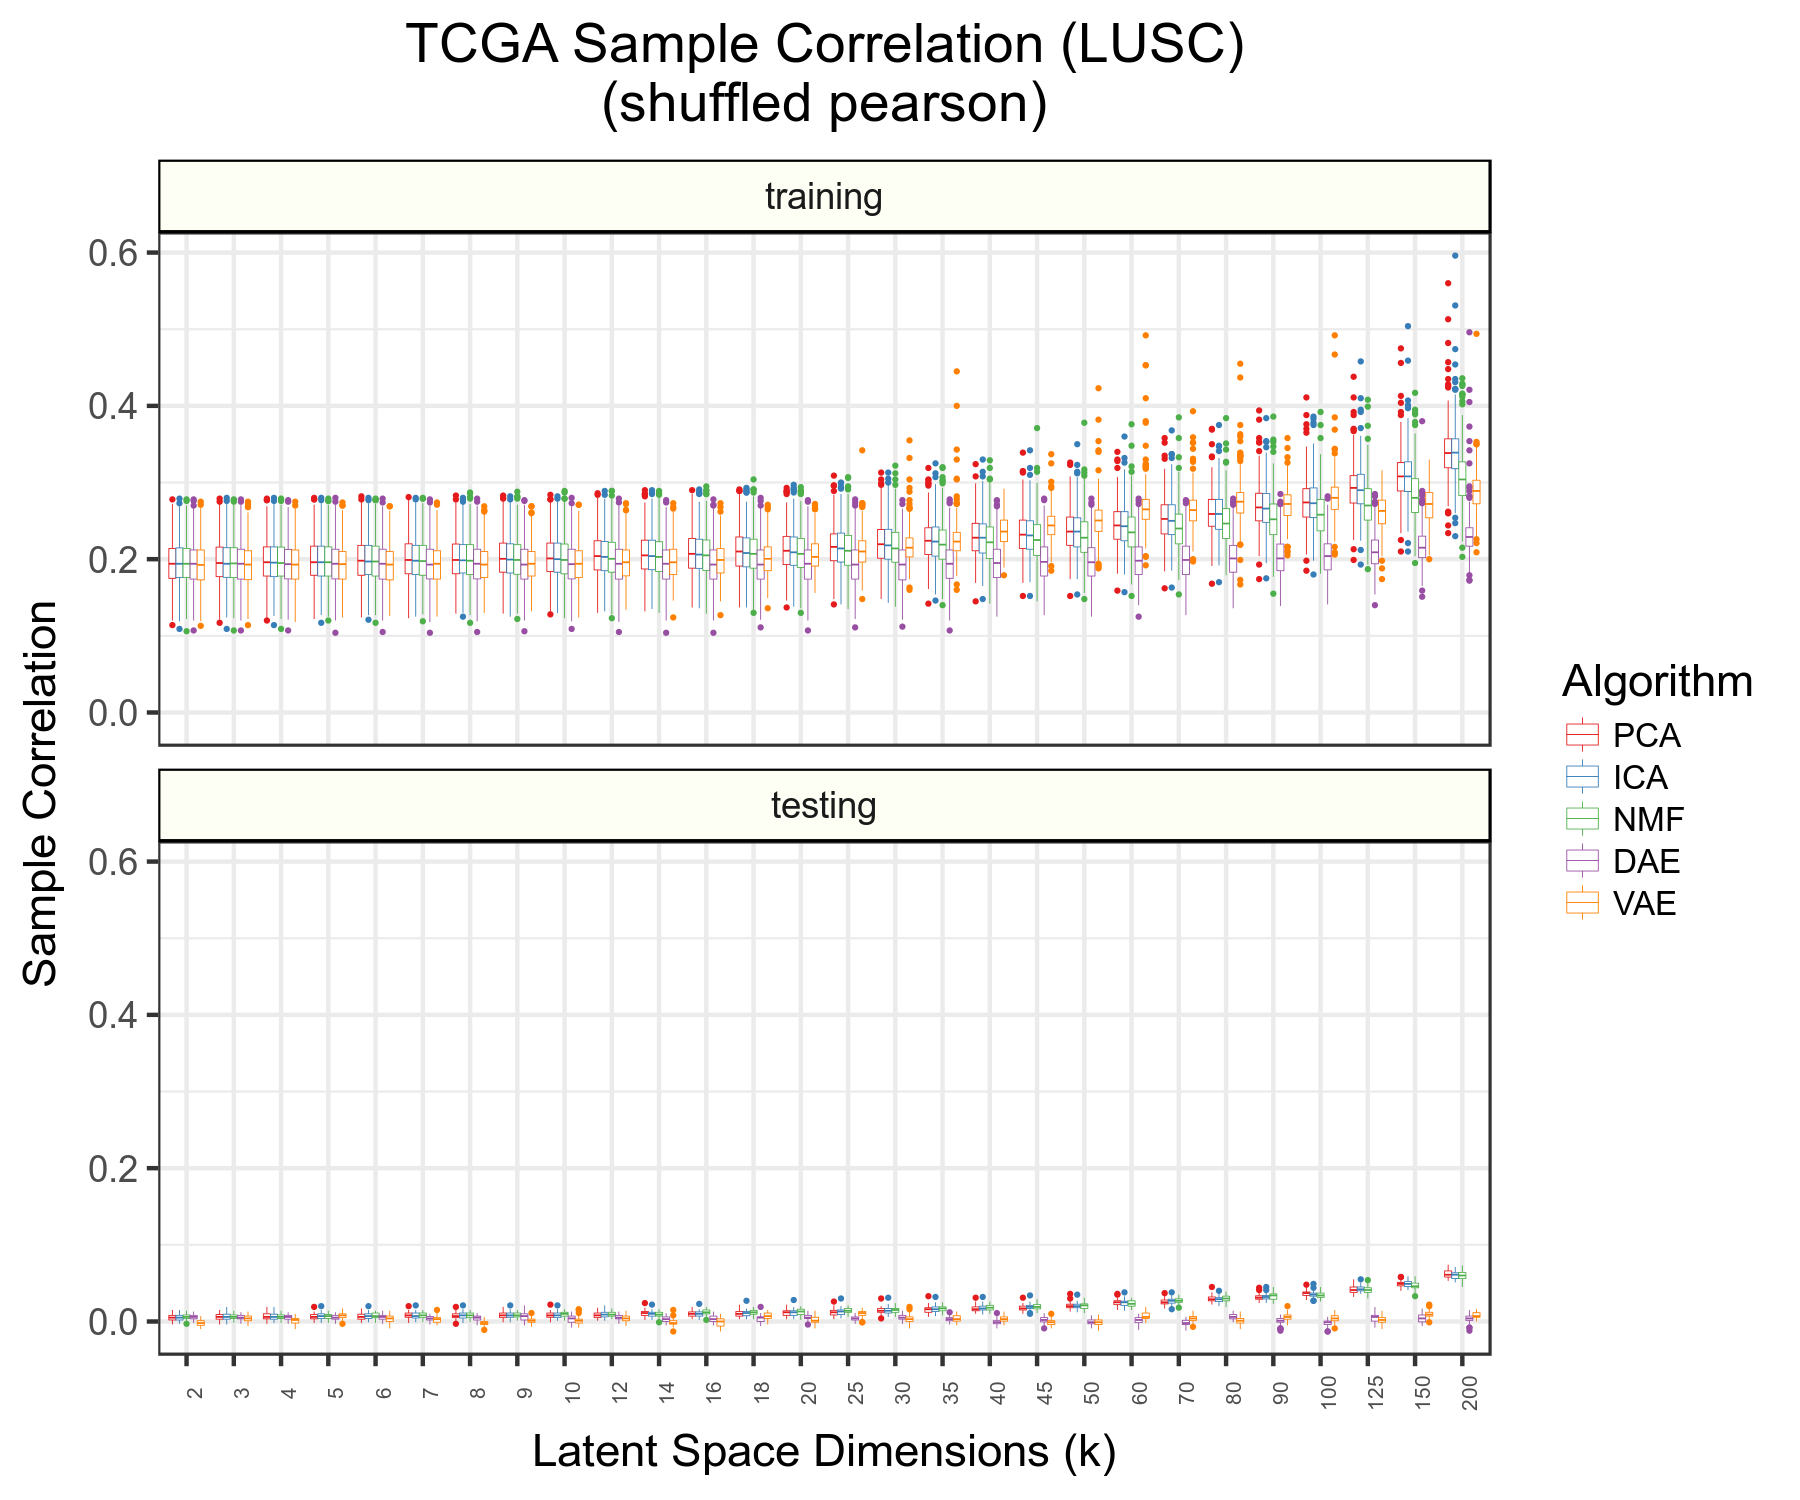 TCGA Sample Correlation (LUSC)
(shuffled pearson)
training
0.6
0.4
0.2
0.0
testing
0.6
0.4
0.2
0.0
Sample Correlation
2 3 4 5 6 7 8 9 10 12 14 16 18 20 25 30 35 40 45 50 60 70 80 90 100 125 150 200
Latent Space Dimensions (k)
Algorithm
PCA
ICA
NMF
DAE
VAE